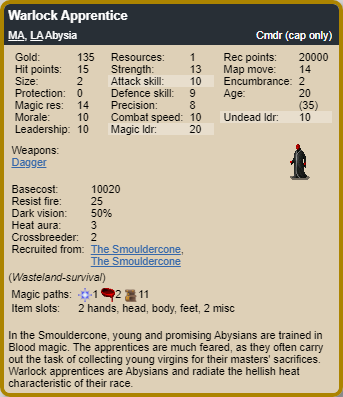 Warlock Apprentice
MA, LA Abysia Cmdr (cap only)
Gold: 135 Resources: 1 Rec points: 20000
Hit points: 15 Strength: 13 Map move: 14
Size: 2 Attack skill: 10 Encumbrance: 2
Protection: 0 Defence skill: 9 Age: 20
Magic res: 14 Precision: 8 (35)
Morale: 10 Combat speed: 10 Undead ldr: 10
Leadership: 10 Magic ldr: 20
Weapons:
Dagger
Basecost: 10020
Resist fire: 25
Dark vision: 50%
Heat aura: 3
Crossbreeder: 2
Recruited from: The Smouldercone,
The Smouldercone
(Wasteland-survival)
Magic paths: 1 2 11
Item slots: 2 hands, head, body, feet, 2 misc
In the Smouldercone, young and promising Abysians are trained in
Blood magic. The apprentices are much feared, as they often carry
out the task of collecting young virgins for their masters' sacrifices.
Warlock apprentices are Abysians and radiate the hellish heat
characteristic of their race.